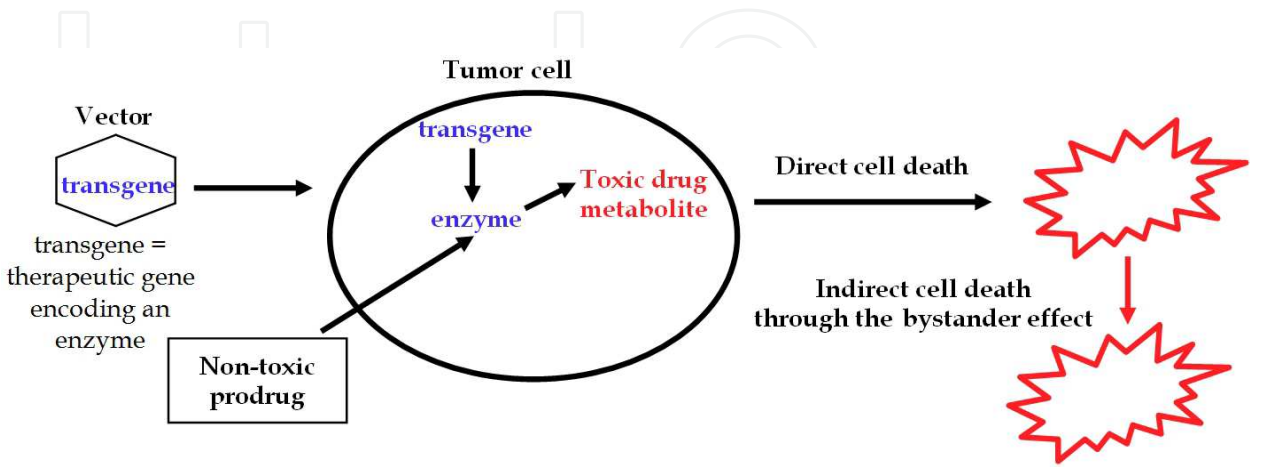 Vector
transgene
transgene =
therapeutic gene
encoding an
enzyme
Non-toxic
prodrug
Tumor cell
transgene
enzyme
Toxic drug
metabolite
Direct cell death
Indirect cell death
through the bystander effect